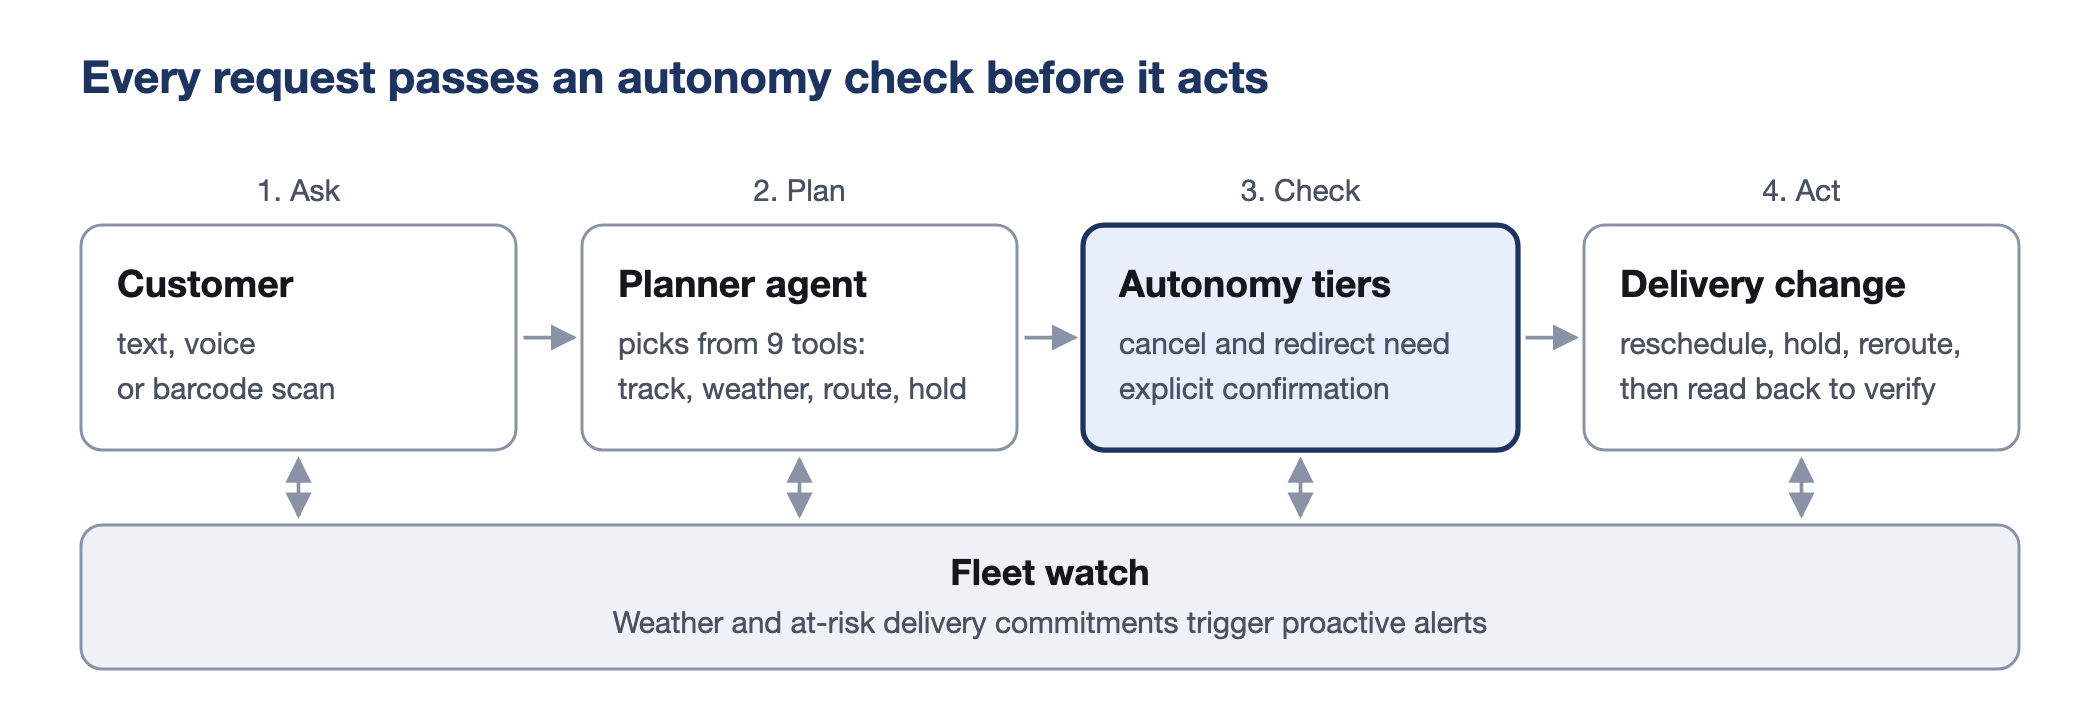 Every request passes an autonomy check before it acts
1. Ask
2. Plan
3. Check
4. Act
Customer
text, voice
or barcode scan
Planner agent
picks from 9 tools:
track, weather, route, hold
Autonomy tiers
cancel and redirect need
explicit confirmation
Delivery change
reschedule, hold, reroute,
then read back to verify
Fleet watch
Weather and at-risk delivery commitments trigger proactive alerts